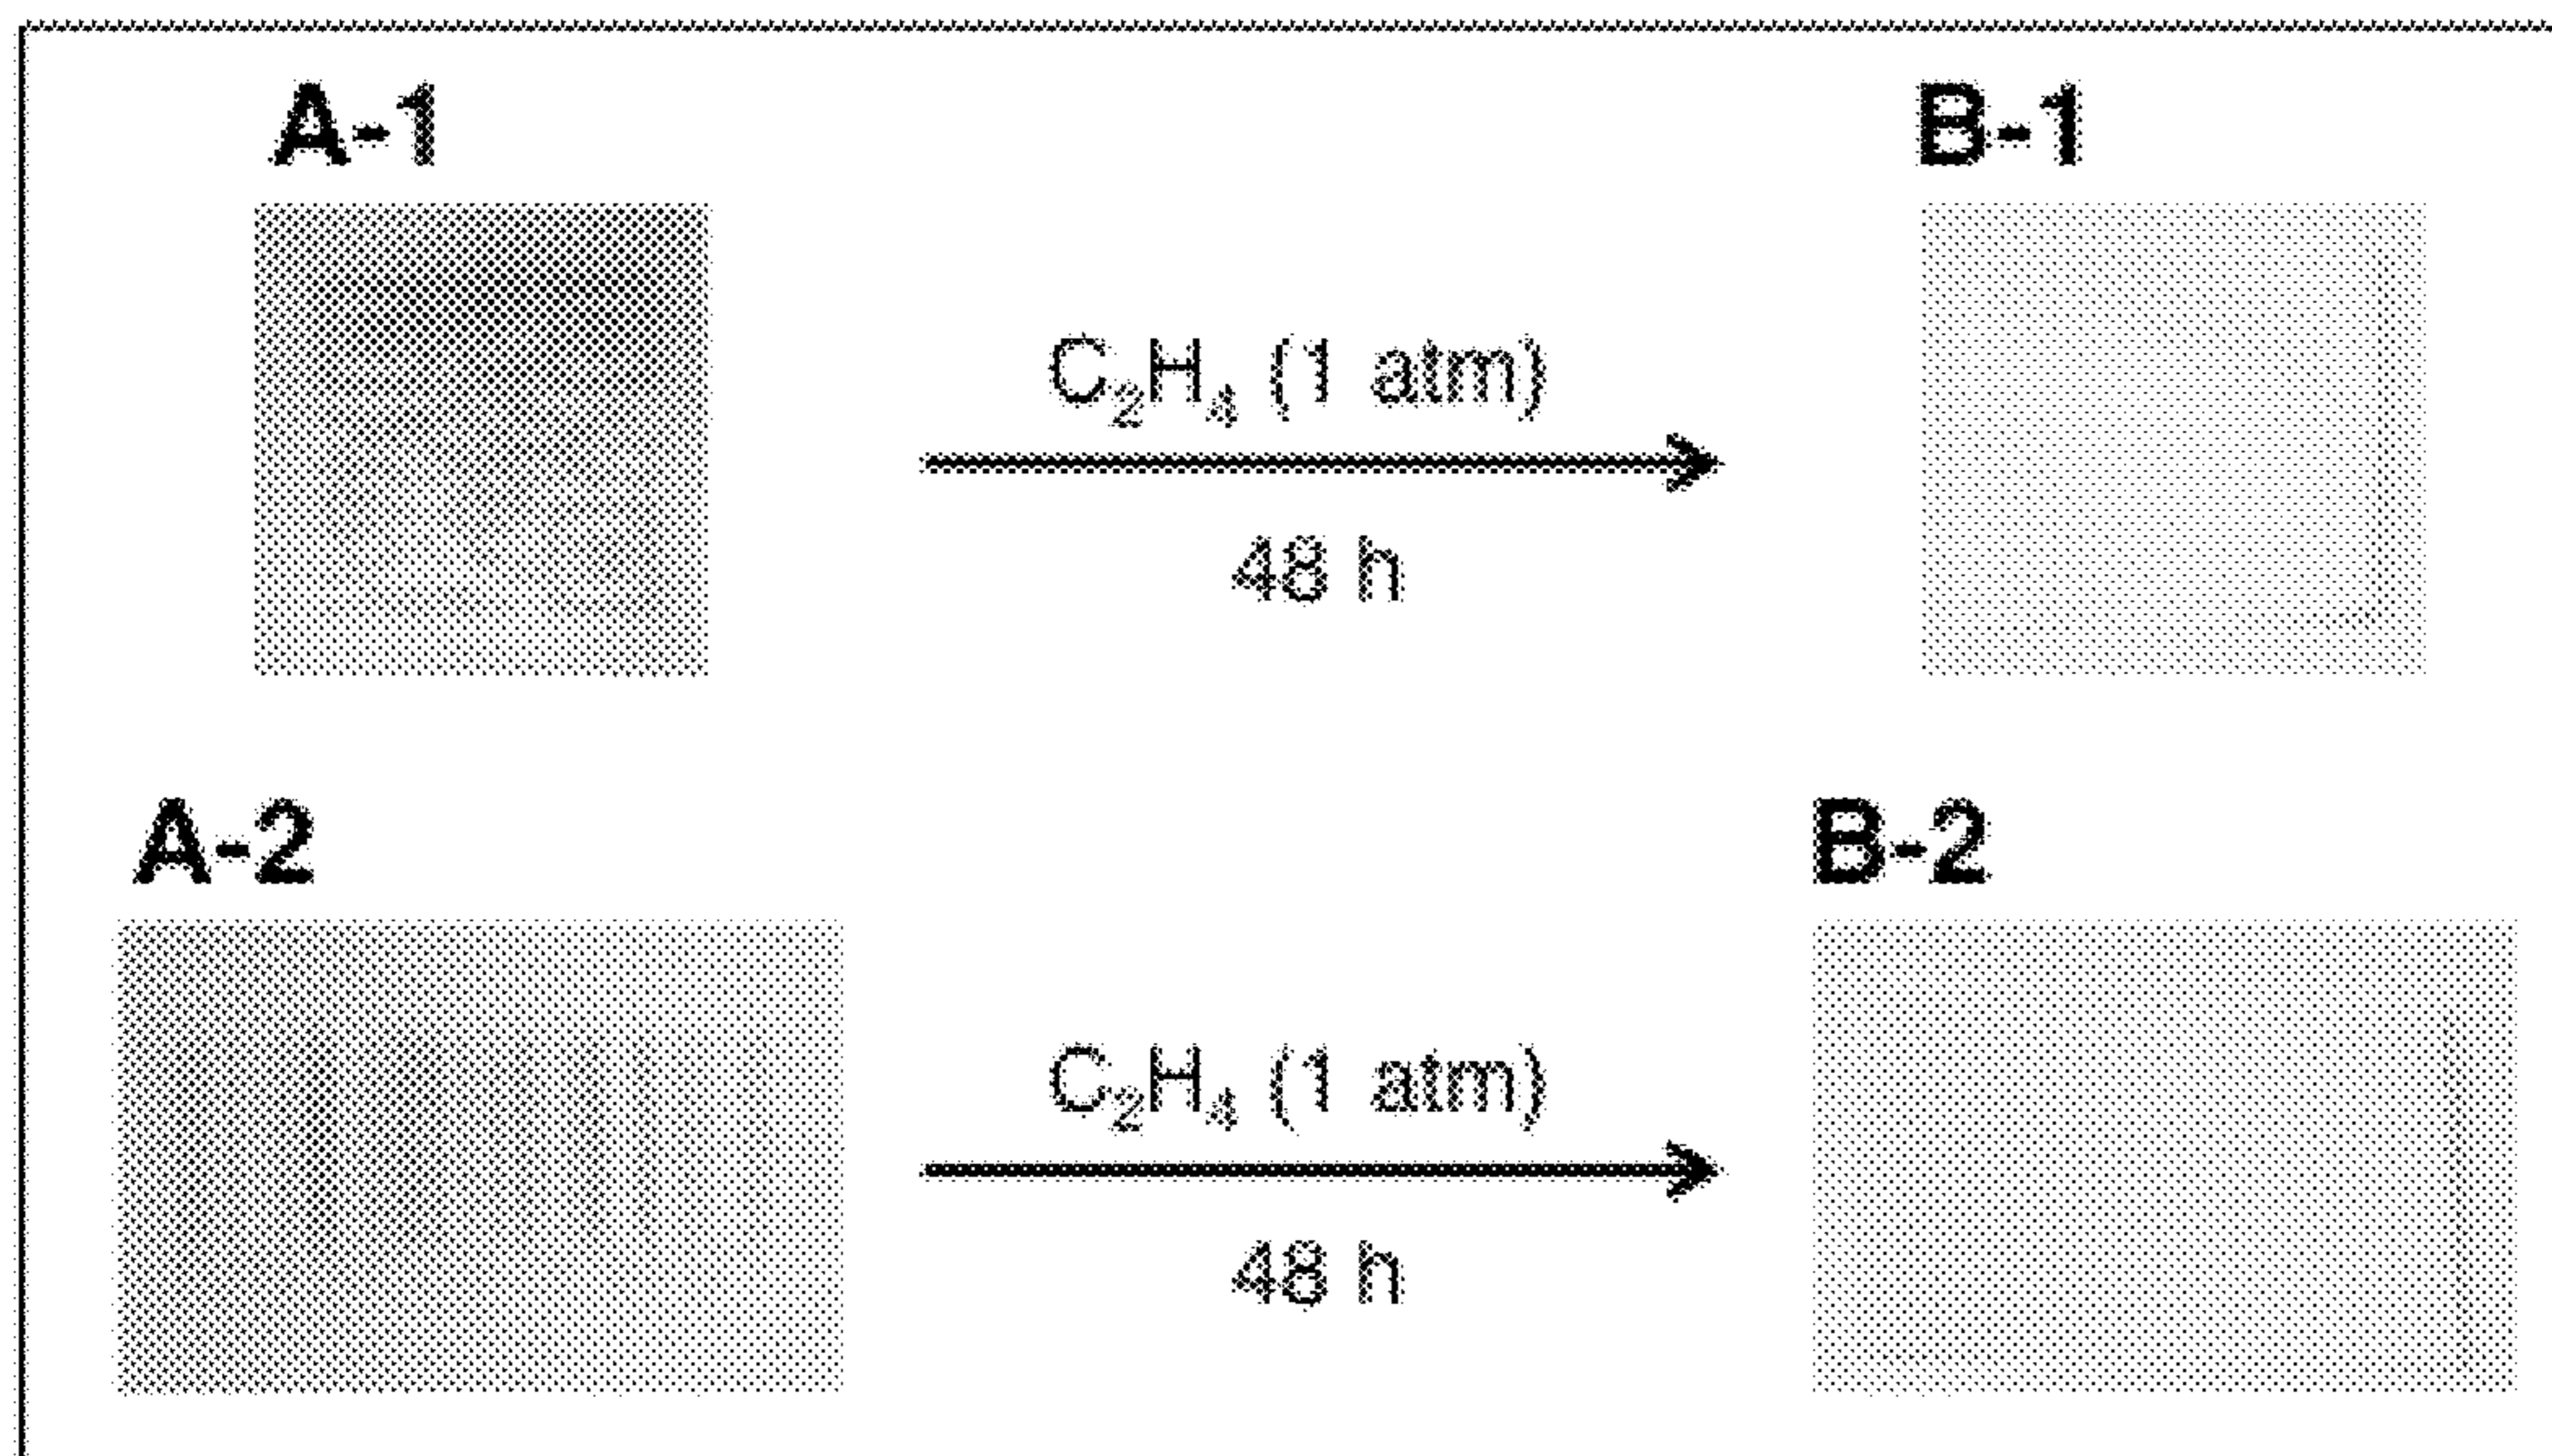 A-1
B-1
C₂H₄ (1 atm)
48 h
A-2
B-2
C₂H₄ (1 atm)
48 h